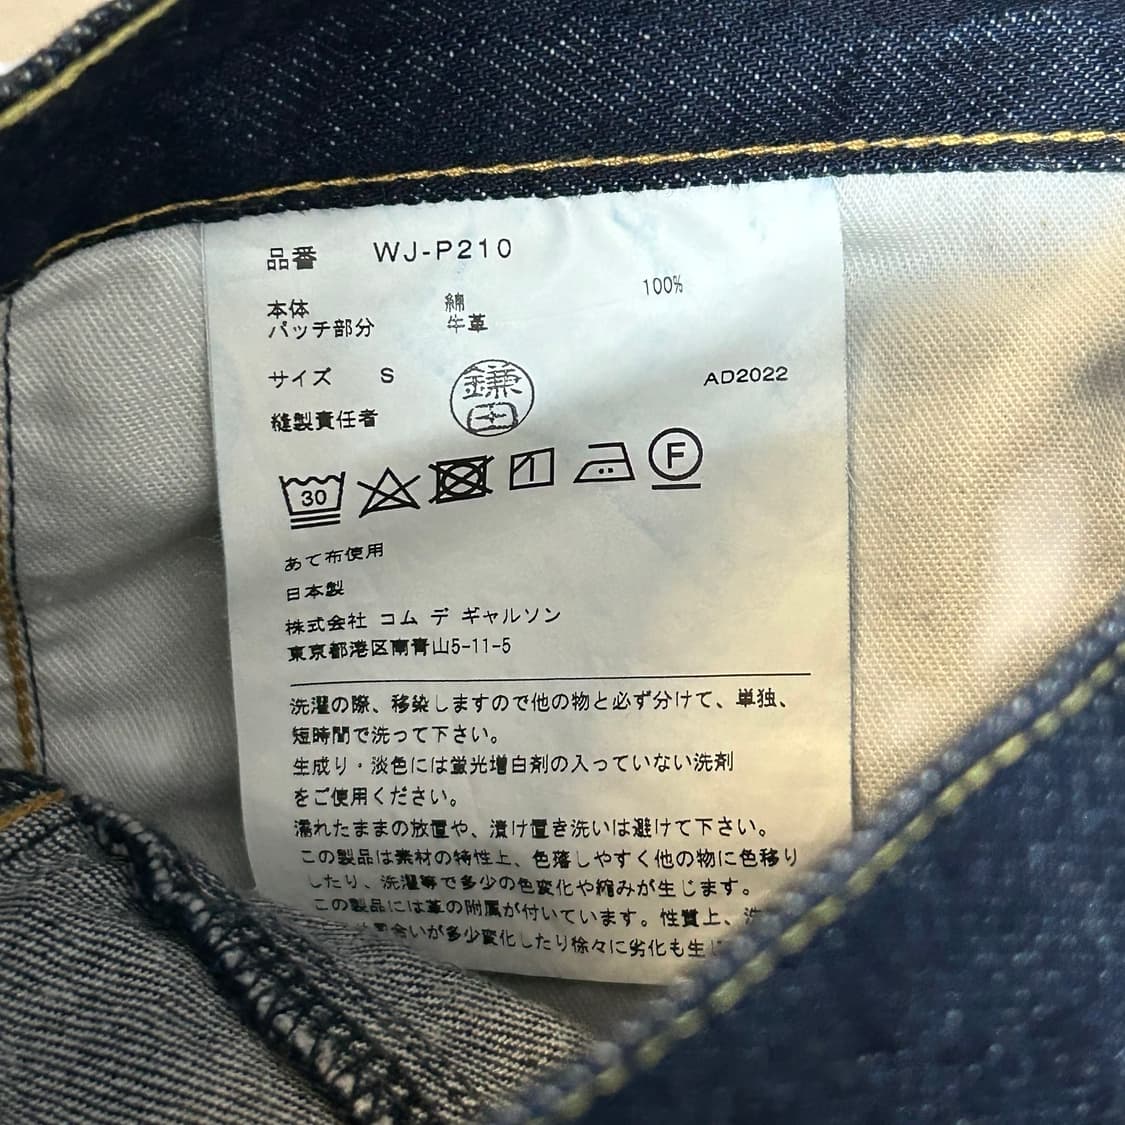 品番 WJ-P210
本体 綿 100%
パッチ部分 牛革
サイズ S AD2022
縫製責任者 鎌田
30 F
あて布使用
日本製
株式会社 コム デ ギャルソン
東京都港区南青山5-11-5
洗濯の際、移染しますので他の物と必ず分けて、単独、
短時間で洗って下さい。
生成り・淡色には蛍光増白剤の入っていない洗剤
をご使用ください。
濡れたままの放置や、漬け置き洗いは避けて下さい。
この製品は素材の特性上、色落しやすく他の物に色移り
したり、洗濯等で多少の色変化や縮みが生じます。
この製品には革の附属が付いています。性質上、洗
合いが多少変化したり徐々に劣化も生じ